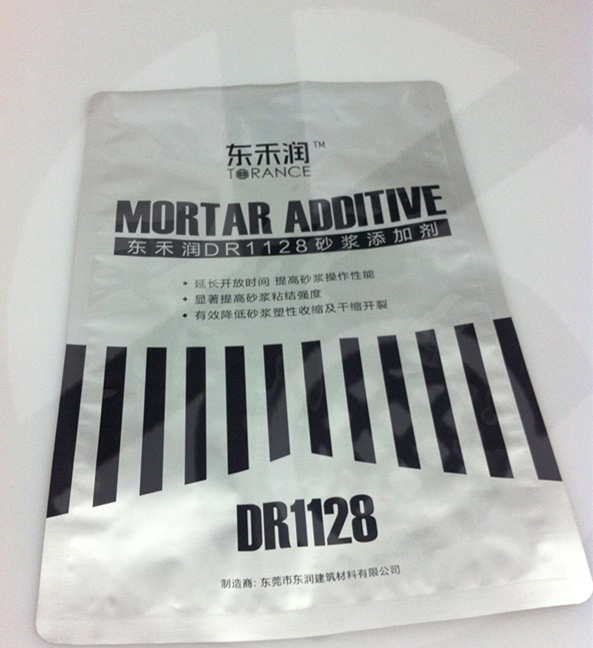 东禾润™
TORANCE
MORTAR ADDITIVE
东禾润DR1128砂浆添加剂
• 延长开放时间 提高砂浆操作性能
• 显著提高砂浆粘结强度
• 有效降低砂浆塑性收缩及干缩开裂
DR1128
制造商: 东莞市东润建筑材料有限公司